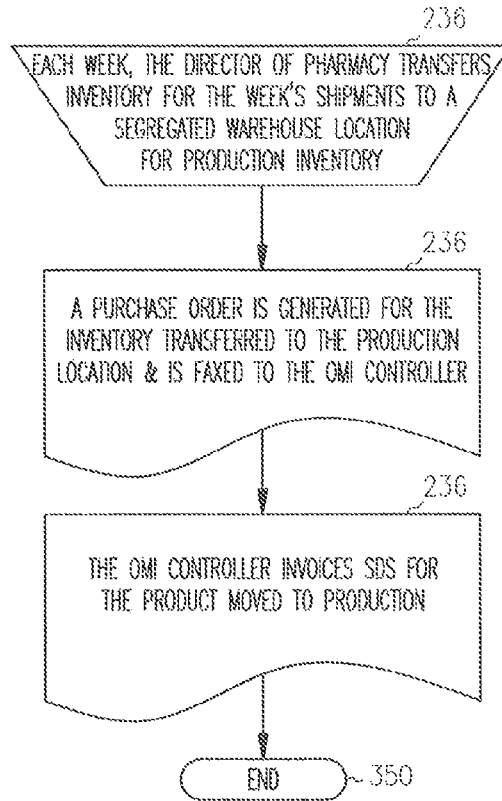 236
EACH WEEK, THE DIRECTOR OF PHARMACY TRANSFERS
INVENTORY FOR THE WEEK'S SHIPMENTS TO A
SEGREGATED WAREHOUSE LOCATION
FOR PRODUCTION INVENTORY
236
A PURCHASE ORDER IS GENERATED FOR THE
INVENTORY TRANSFERRED TO THE PRODUCTION
LOCATION & IS FAXED TO THE OMI CONTROLLER
236
THE OMI CONTROLLER INVOICES SDS FOR
THE PRODUCT MOVED TO PRODUCTION
END
350